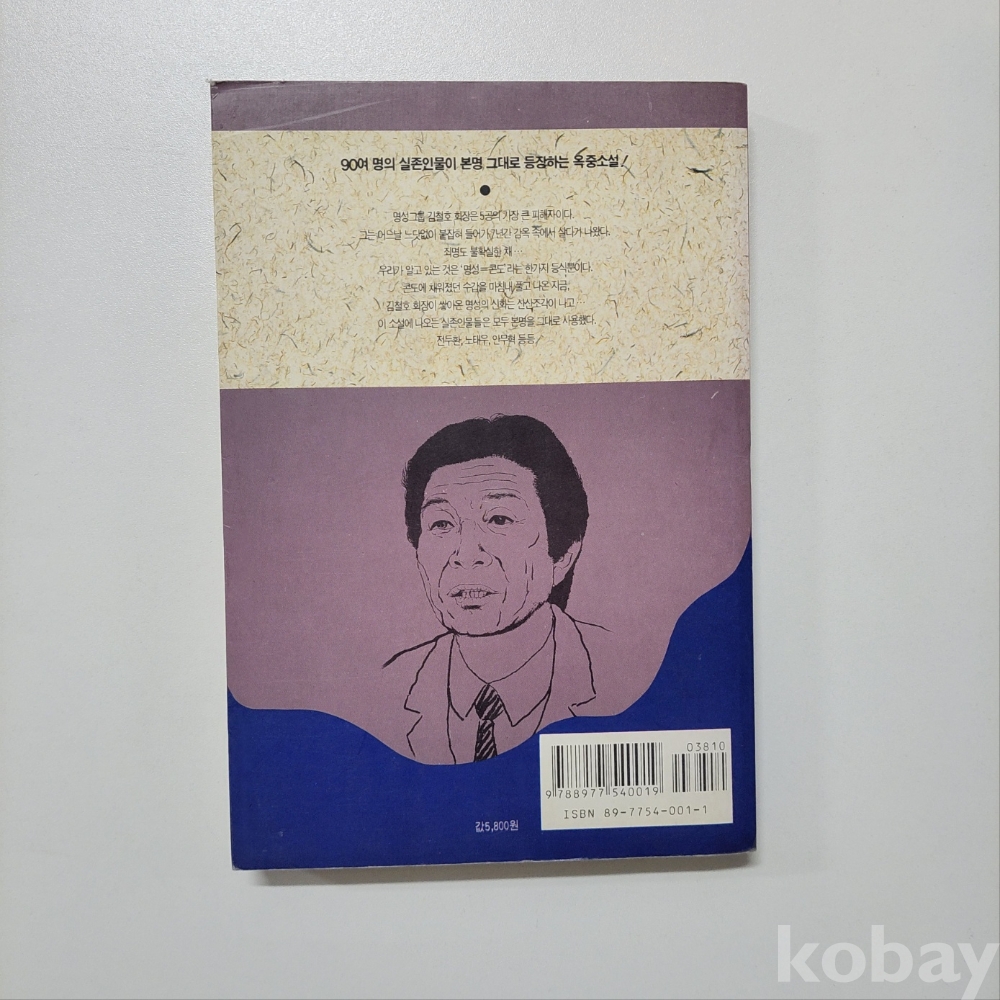 90여 명의 실존인물이 본명 그대로 등장하는 옥중소설!
명성그룹 김철호 회장은 5공의 가장 큰 피해자이다.
그는 어느날 느닷없이 붙잡혀 들어가 7년간 감옥 속에서 살다가 나왔다.
죄명도 불확실한 채…
우리가 알고 있는 것은 '명성=콘도'라는 한가지 등식뿐이다.
콘도에 채워졌던 수갑을 마침내 풀고 나온 지금,
김철호 회장이 쌓아온 명성의 신화는 산산조각이 나고…
이 소설에 나오는 실존인물들은 모두 본명을 그대로 사용했다.
전두환, 노태우, 안무혁 등등,
03810
9 788977 540019
ISBN 89-7754-001-1
값5,800원
kobay